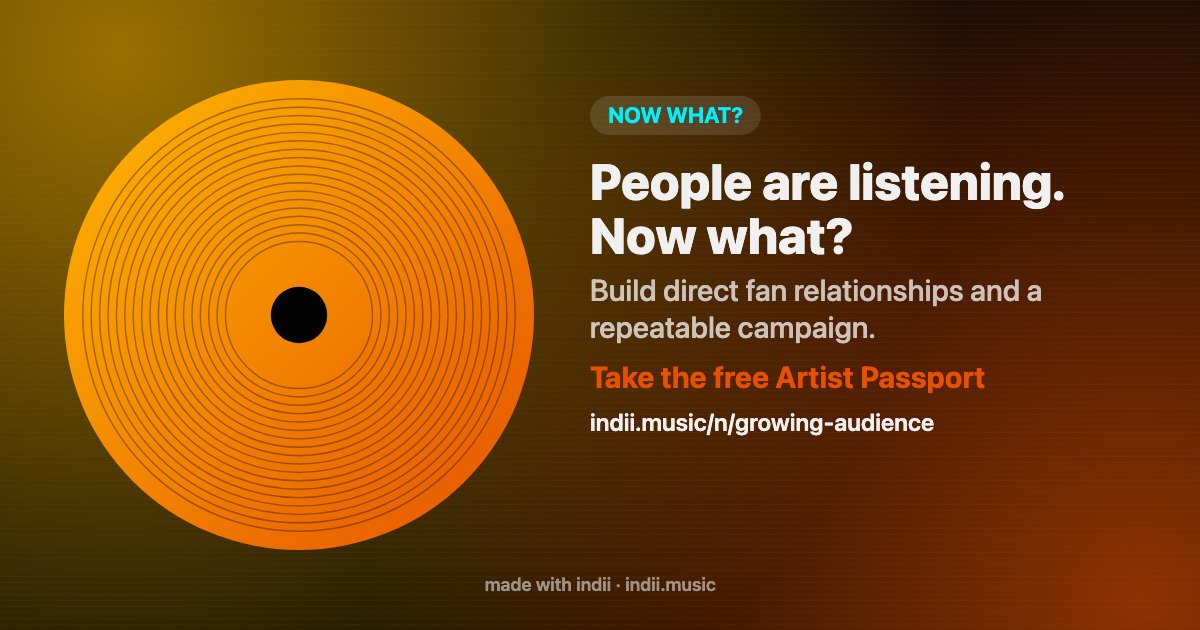 NOW WHAT?
People are listening.
Now what?
Build direct fan relationships and a
repeatable campaign.
Take the free Artist Passport
indii.music/n/growing-audience
made with indii · indii.music